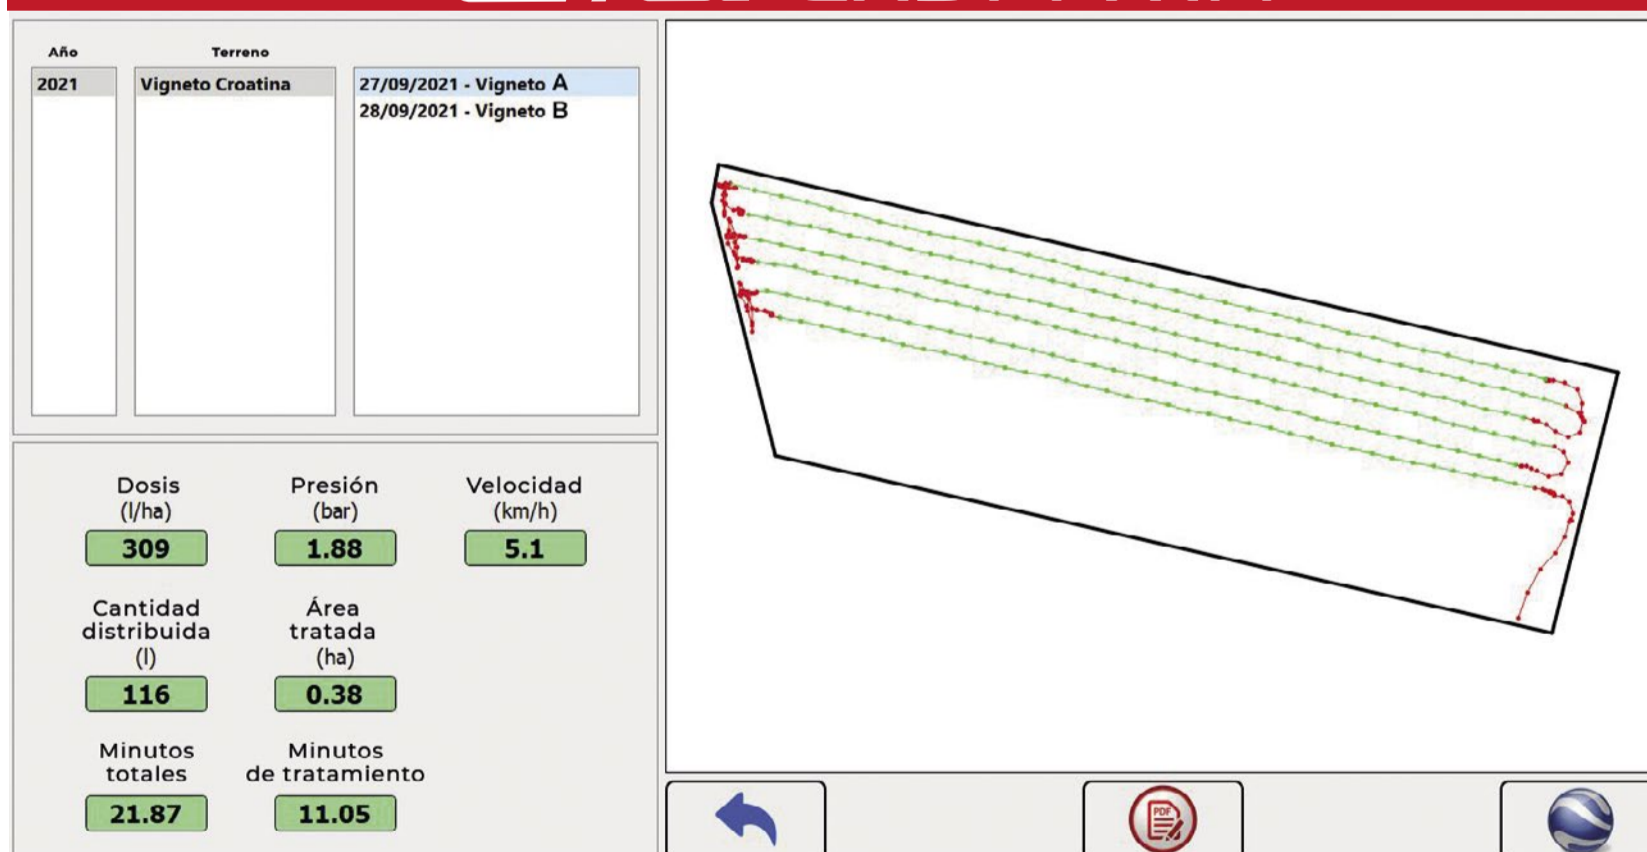 Año
Terreno
2021
Vigneto Croatina
27/09/2021 - Vigneto A
28/09/2021 - Vigneto B
Dosis
(l/ha)
309
Presión
(bar)
1.88
Velocidad
(km/h)
5.1
Cantidad
distribuida
(l)
116
Área
tratada
(ha)
0.38
Minutos
totales
21.87
Minutos
de tratamiento
11.05
PDF